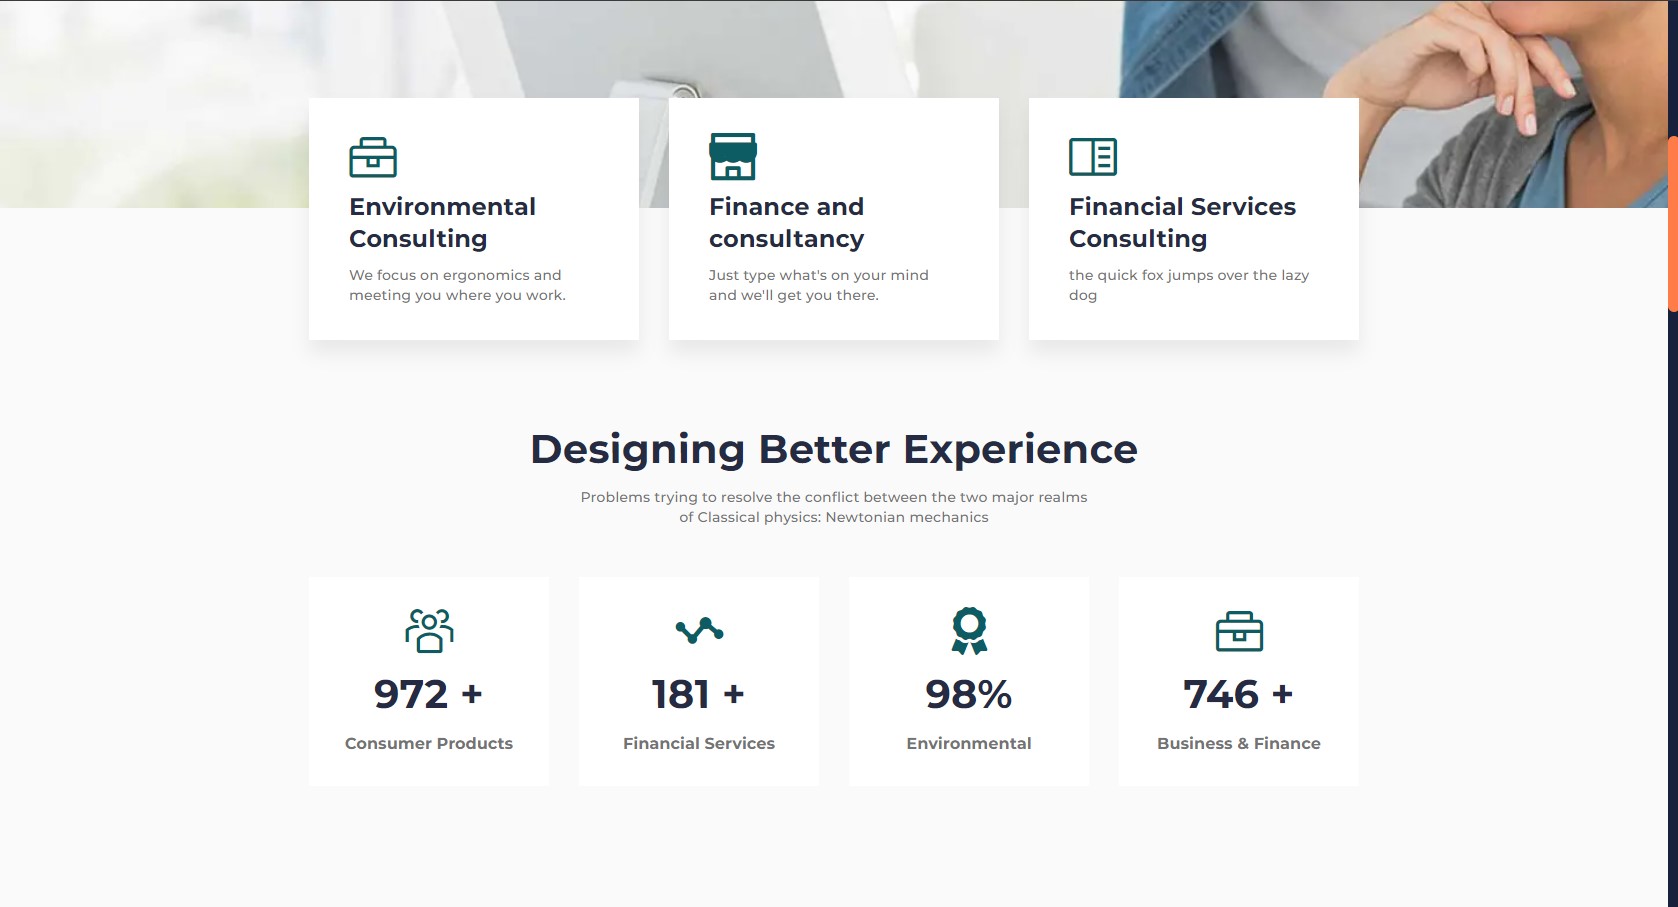 Environmental
Consulting
We focus on ergonomics and
meeting you where you work.
Finance and
consultancy
Just type what's on your mind
and we'll get you there.
Financial Services
Consulting
the quick fox jumps over the lazy
dog
Designing Better Experience
Problems trying to resolve the conflict between the two major realms
of Classical physics: Newtonian mechanics
972 +
Consumer Products
181 +
Financial Services
98%
Environmental
746 +
Business & Finance